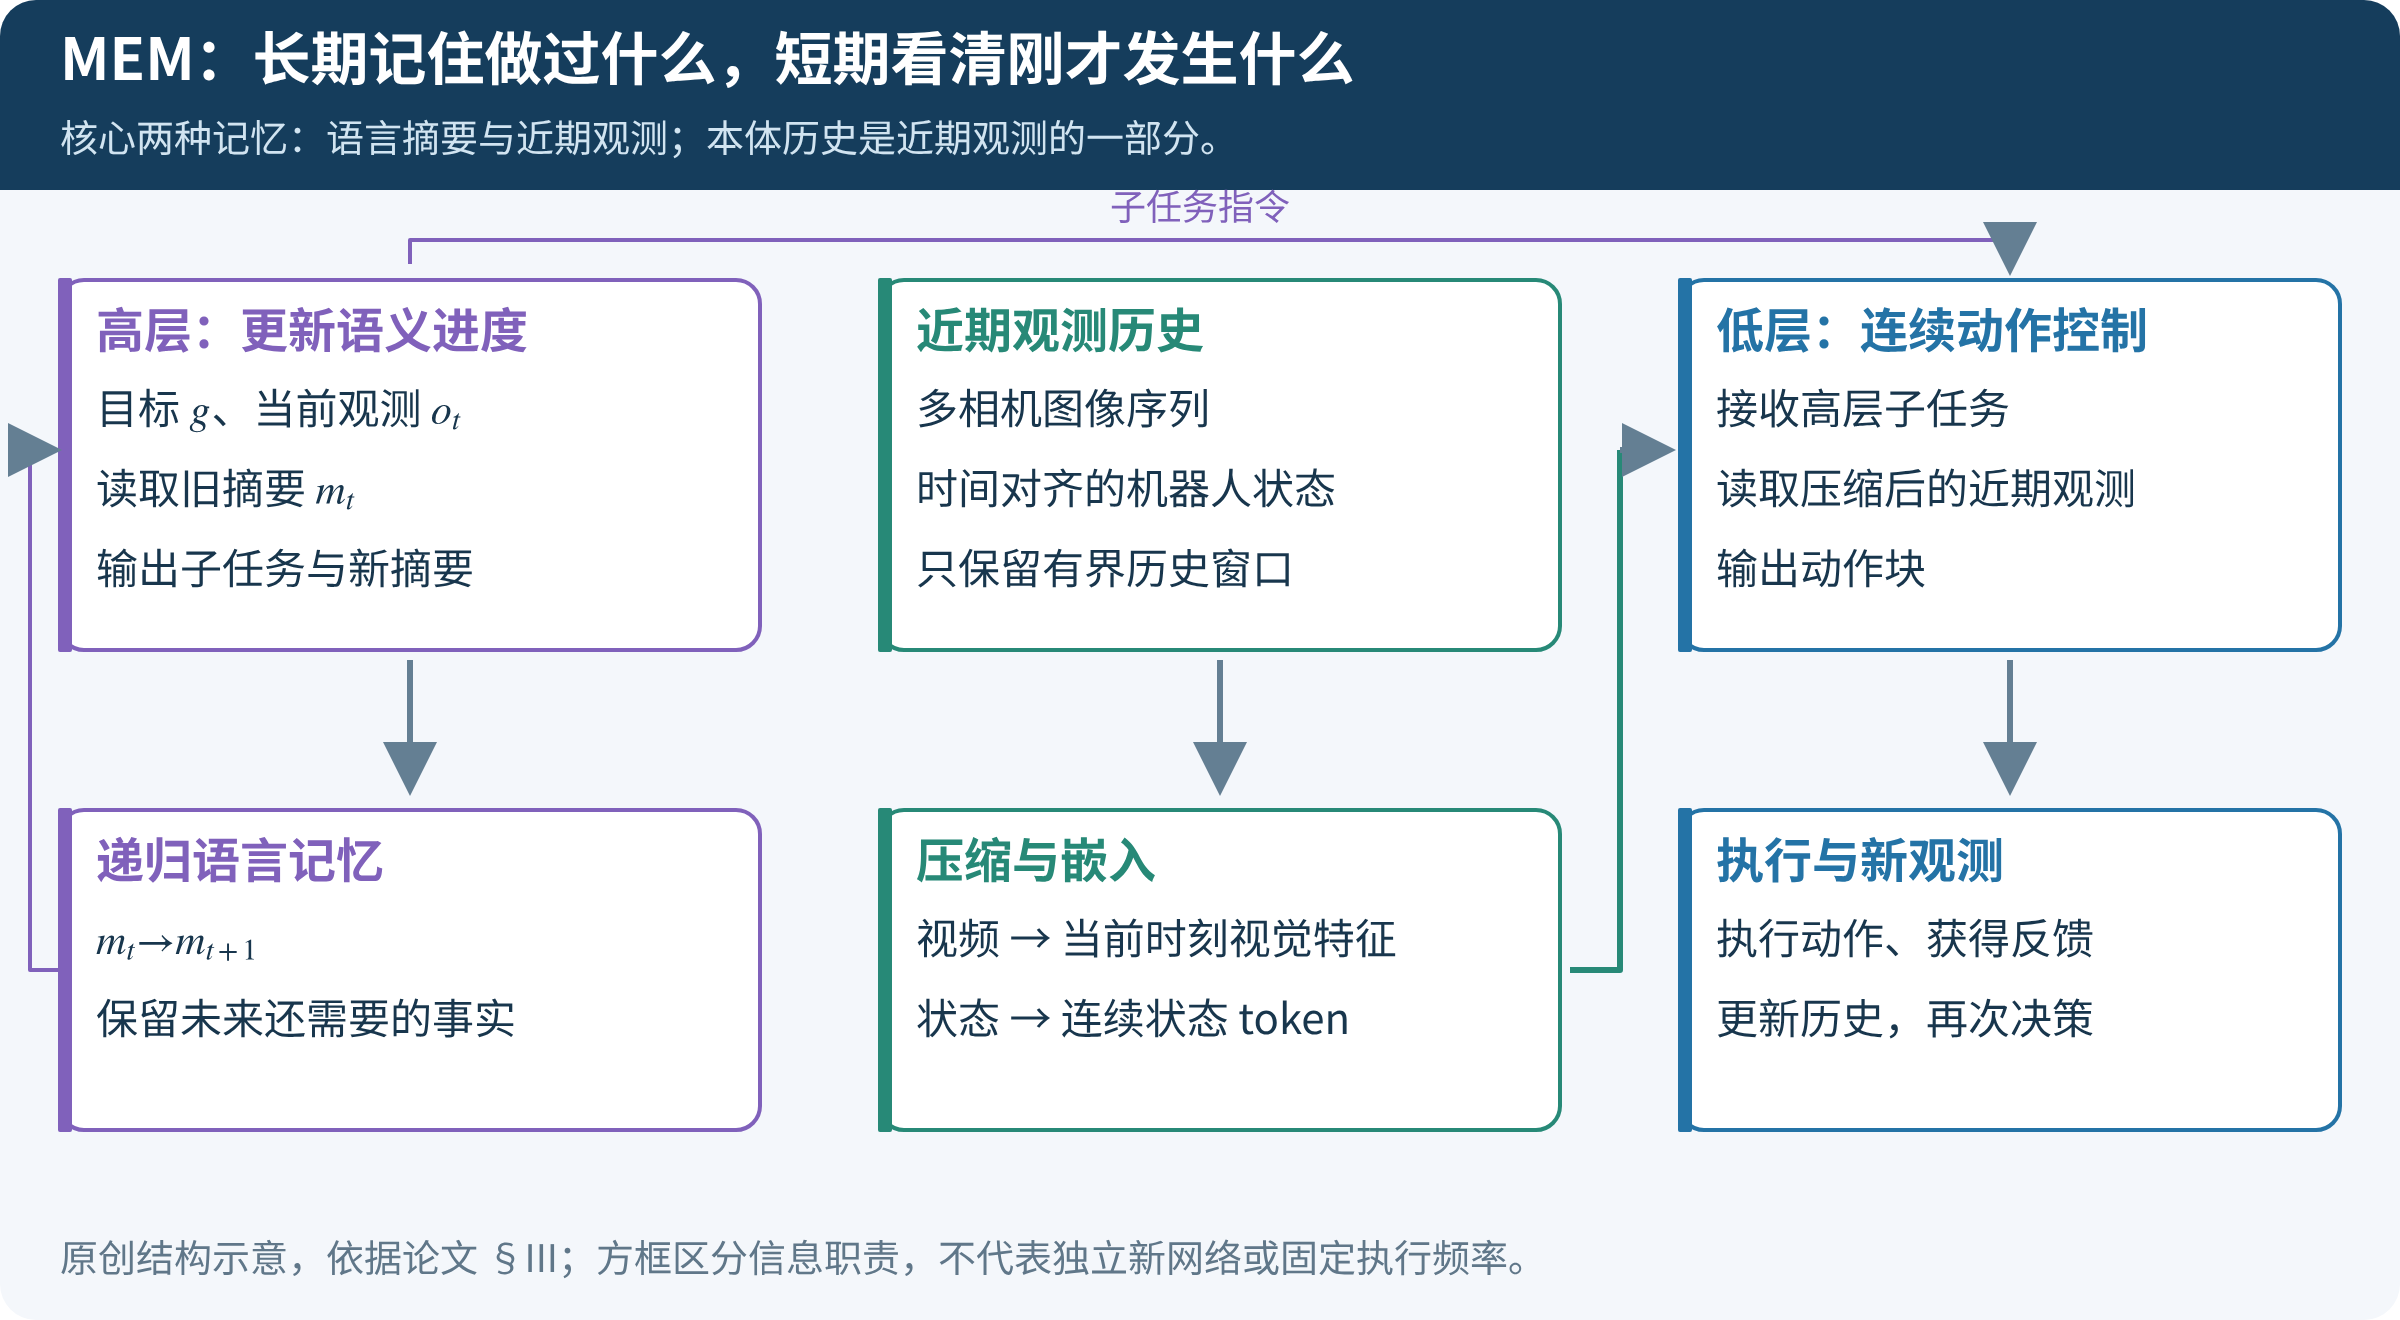 MEM：长期记住做过什么，短期看清刚才发生什么
核心两种记忆：语言摘要与近期观测；本体历史是近期观测的一部分。
子任务指令
高层：更新语义进度
目标 g、当前观测 oₜ
读取旧摘要 mₜ
输出子任务与新摘要
近期观测历史
多相机图像序列
时间对齐的机器人状态
只保留有界历史窗口
低层：连续动作控制
接收高层子任务
读取压缩后的近期观测
输出动作块
递归语言记忆
mₜ→mₜ₊₁
保留未来还需要的事实
压缩与嵌入
视频 → 当前时刻视觉特征
状态 → 连续状态 token
执行与新观测
执行动作、获得反馈
更新历史，再次决策
原创结构示意，依据论文 § III；方框区分信息职责，不代表独立新网络或固定执行频率。